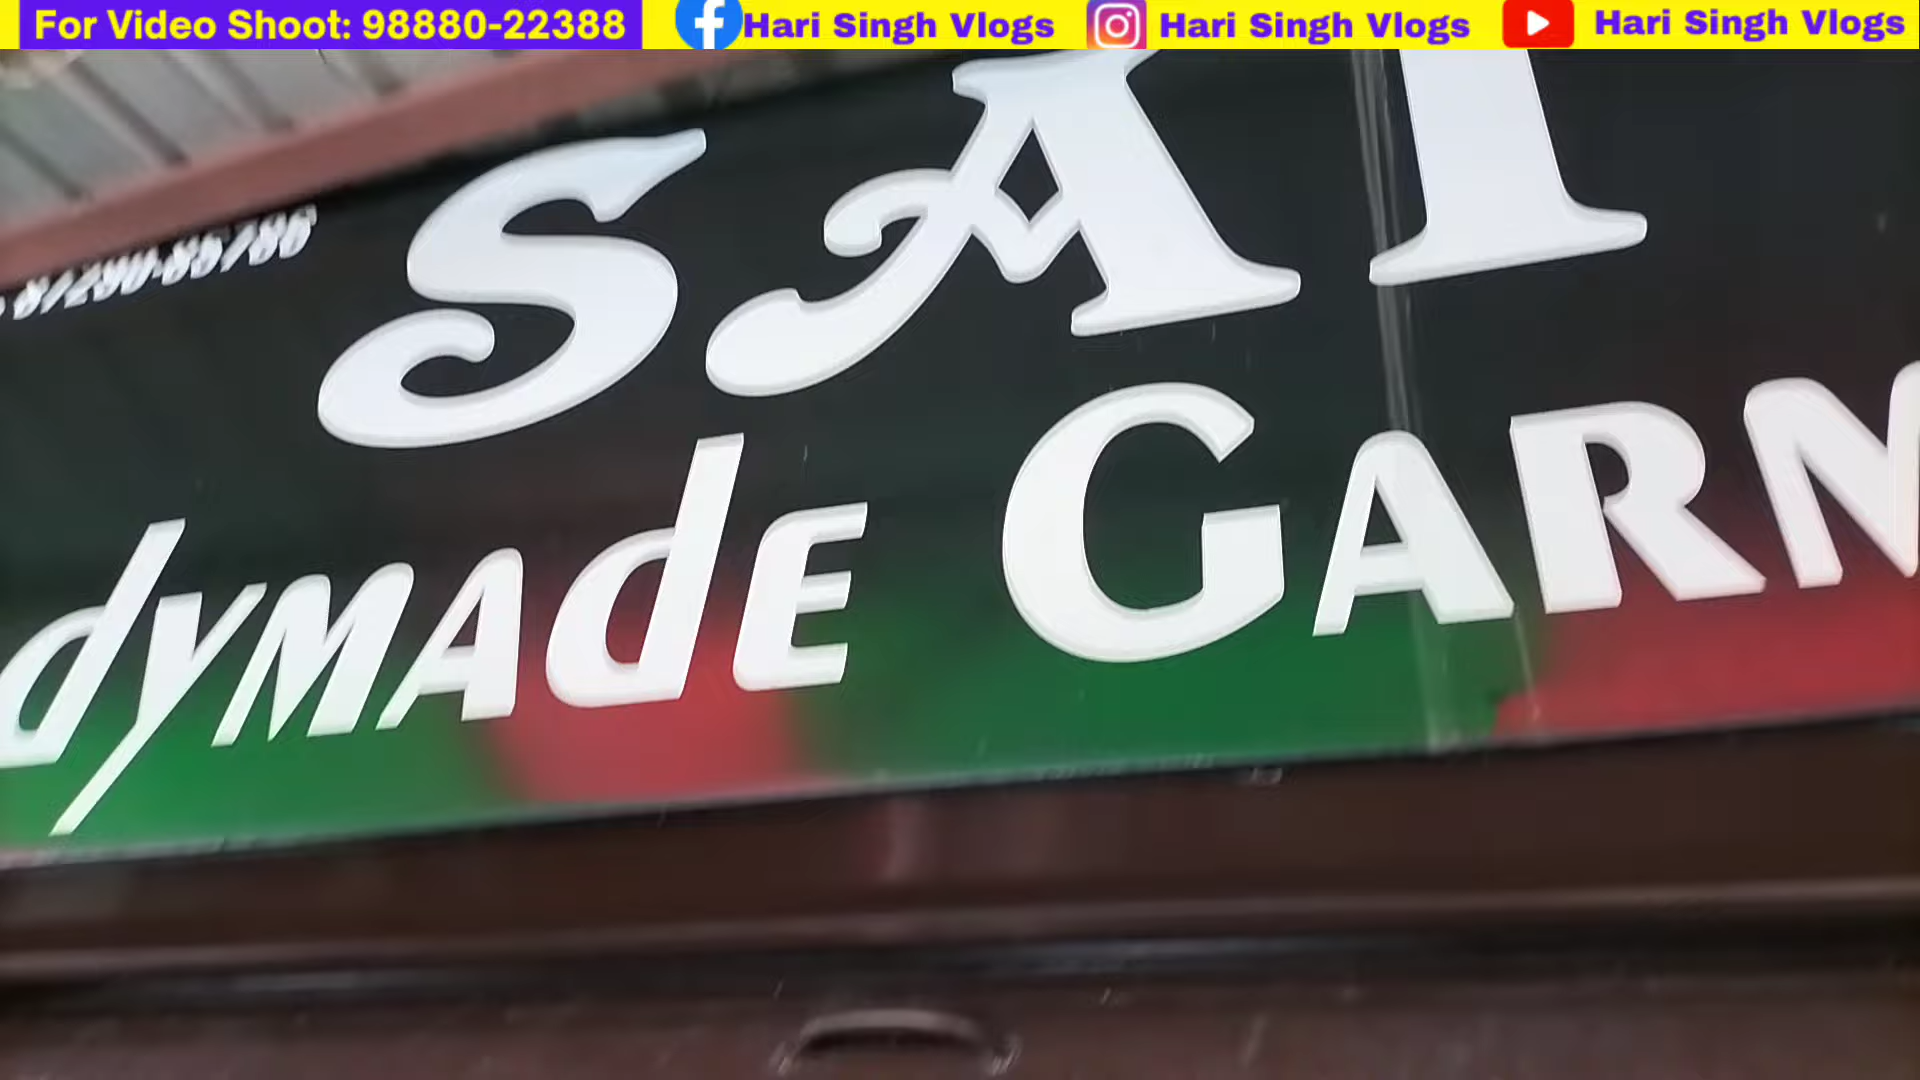 For Video Shoot: 98880-22388 Hari Singh Vlogs Hari Singh Vlogs Hari Singh Vlogs
SAI
dyMAdE GARN